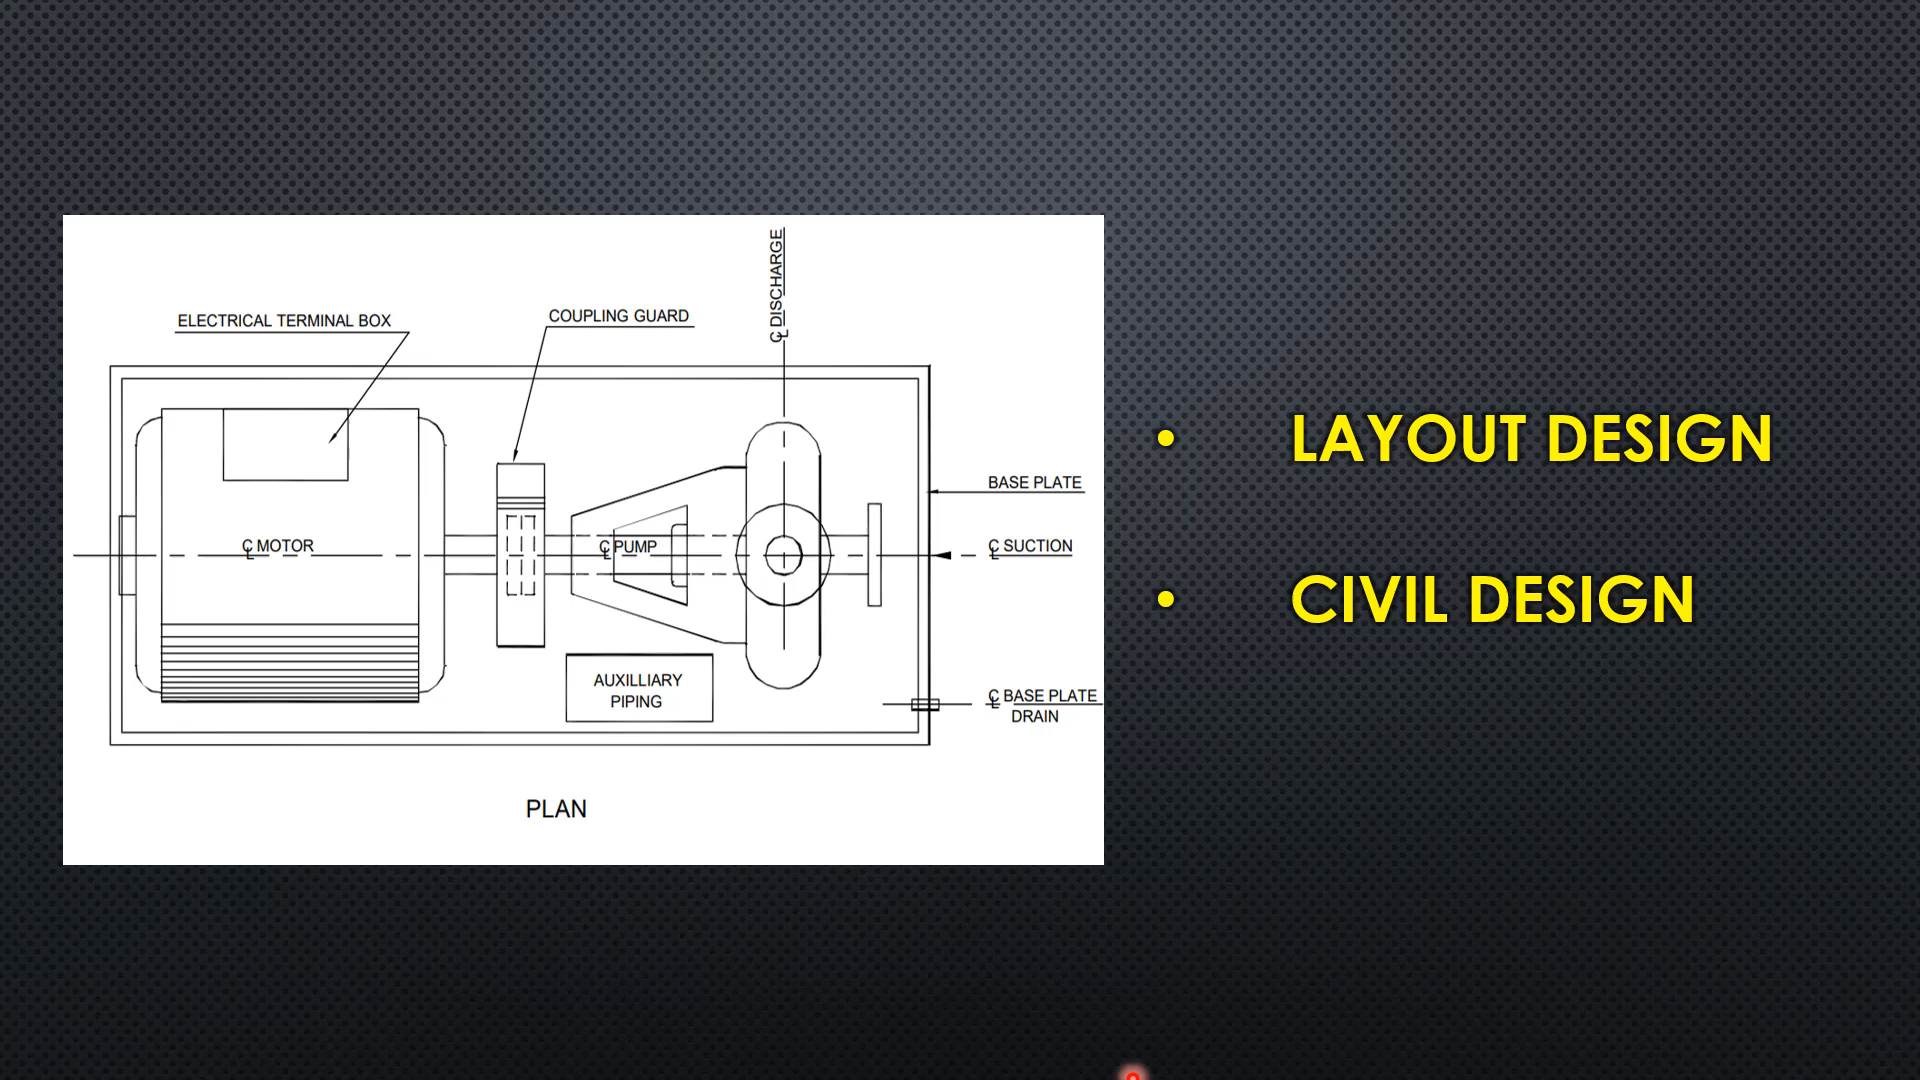 ℄ DISCHARGE
ELECTRICAL TERMINAL BOX
COUPLING GUARD
BASE PLATE
℄ MOTOR
℄ PUMP
℄ SUCTION
AUXILLIARY
PIPING
℄ BASE PLATE
DRAIN
PLAN
• LAYOUT DESIGN
• CIVIL DESIGN